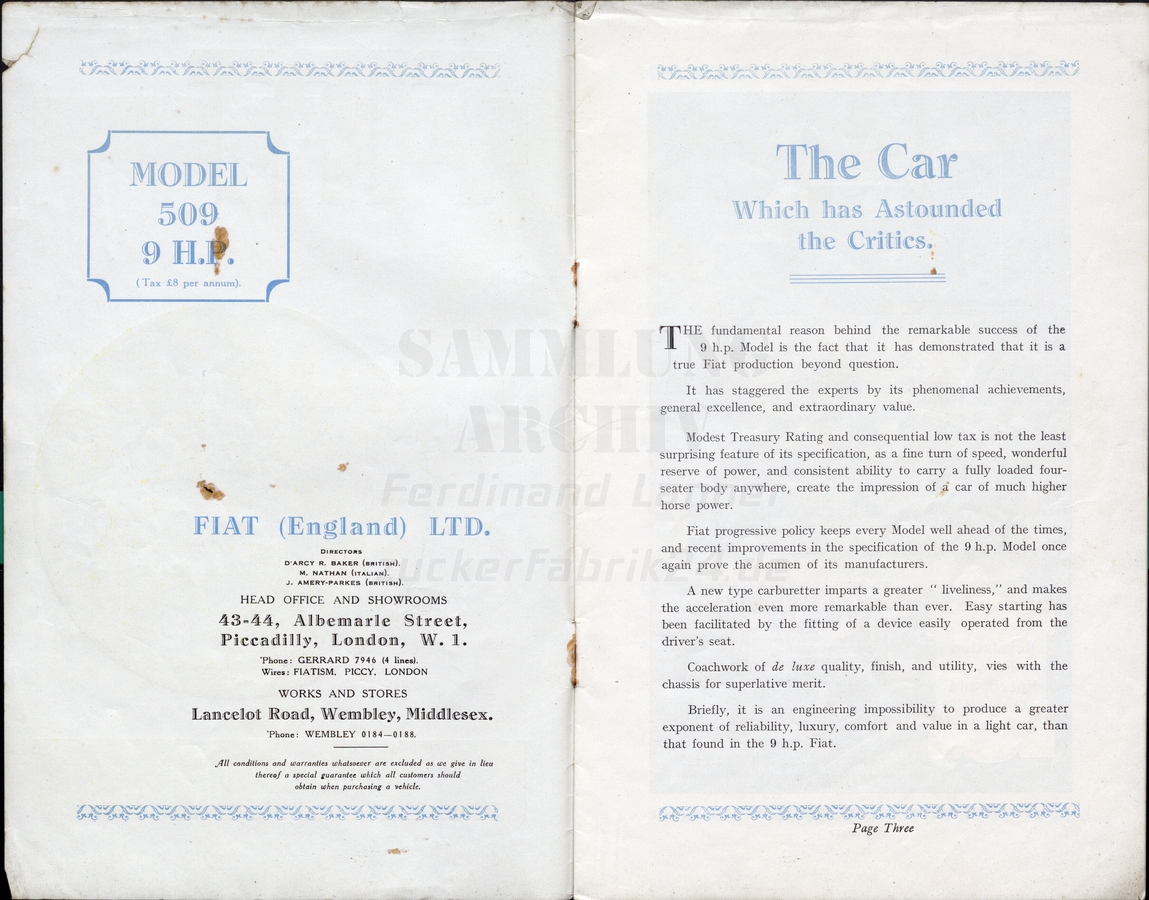 MODEL
509
9 H.P.
(Tax £8 per annum).
FIAT (England) LTD.
DIRECTORS
D'ARCY R. BAKER (BRITISH).
M. NATHAN (ITALIAN).
J. AMERY-PARKES (BRITISH).
HEAD OFFICE AND SHOWROOMS
43-44, Albemarle Street,
Piccadilly, London, W. 1.
'Phone: GERRARD 7946 (4 lines).
Wires: FIATISM, PICCY, LONDON
WORKS AND STORES
Lancelot Road, Wembley, Middlesex.
'Phone: WEMBLEY 0184—0188.
All conditions and warranties whatsoever are excluded as we give in lieu
thereof a special guarantee which all customers should
obtain when purchasing a vehicle.
The Car
Which has Astounded
the Critics.
THE fundamental reason behind the remarkable success of the
9 h.p. Model is the fact that it has demonstrated that it is a
true Fiat production beyond question.
It has staggered the experts by its phenomenal achievements,
general excellence, and extraordinary value.
Modest Treasury Rating and consequential low tax is not the least
surprising feature of its specification, as a fine turn of speed, wonderful
reserve of power, and consistent ability to carry a fully loaded four-
seater body anywhere, create the impression of a car of much higher
horse power.
Fiat progressive policy keeps every Model well ahead of the times,
and recent improvements in the specification of the 9 h.p. Model once
again prove the acumen of its manufacturers.
A new type carburetter imparts a greater " liveliness," and makes
the acceleration even more remarkable than ever. Easy starting has
been facilitated by the fitting of a device easily operated from the
driver's seat.
Coachwork of de luxe quality, finish, and utility, vies with the
chassis for superlative merit.
Briefly, it is an engineering impossibility to produce a greater
exponent of reliability, luxury, comfort and value in a light car, than
that found in the 9 h.p. Fiat.
Page Three
SAMMLUNG
ARCHIV
Ferdinand